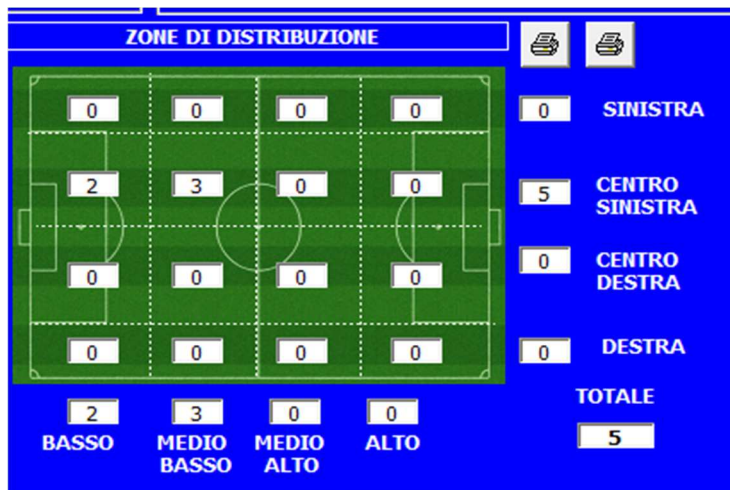 ZONE DI DISTRIBUZIONE
0 0 0 0 0 SINISTRA
2 3 0 0 5 CENTRO
SINISTRA
0 0 0 0 0 CENTRO
DESTRA
0 0 0 0 0 DESTRA
2 3 0 0 TOTALE
BASSO MEDIO MEDIO ALTO 5
BASSO ALTO